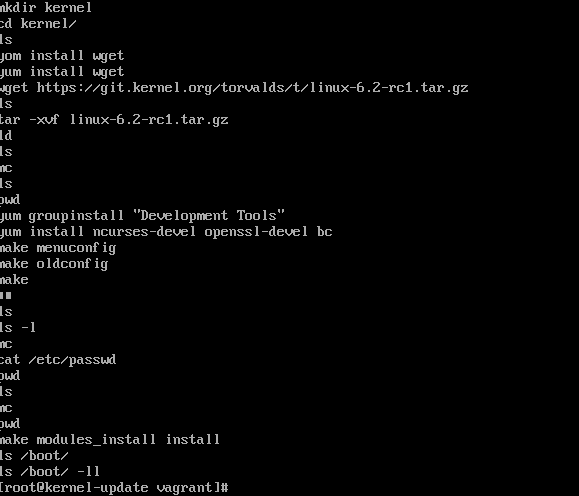 mkdir kernel
cd kernel/
ls
yom install wget
yum install wget
wget https://git.kernel.org/torvalds/t/linux-6.2-rc1.tar.gz
ls
tar -xvf linux-6.2-rc1.tar.gz
ld
ls
mc
ls
pwd
yum groupinstall "Development Tools"
yum install ncurses-devel openssl-devel bc
make menuconfig
make oldconfig
make
ls
ls -l
mc
cat /etc/passwd
pwd
ls
mc
pwd
make modules_install install
ls /boot/
ls /boot/ -ll
[root@kernel-update vagrant]#